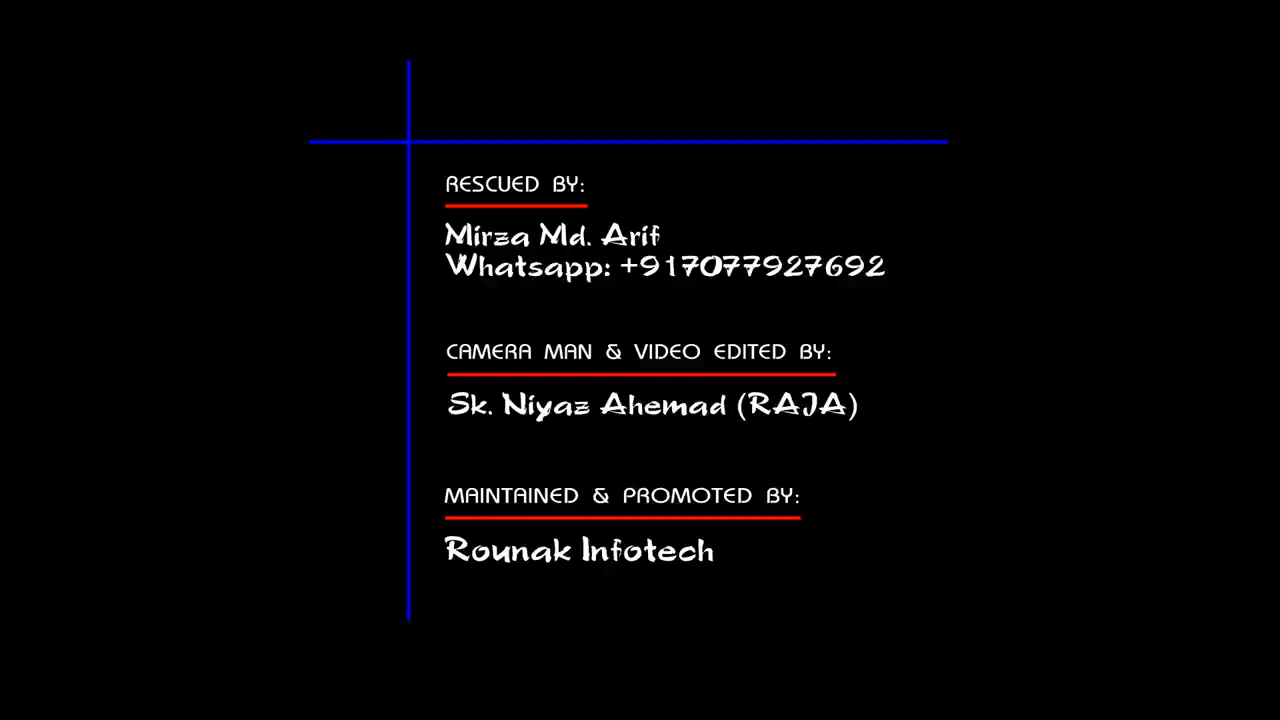 RESCUED BY:
Mirza Md. Arif
Whatsapp: +917077927692
CAMERA MAN & VIDEO EDITED BY:
Sk. Niyaz Ahemad (RAJA)
MAINTAINED & PROMOTED BY:
Rounak Infotech